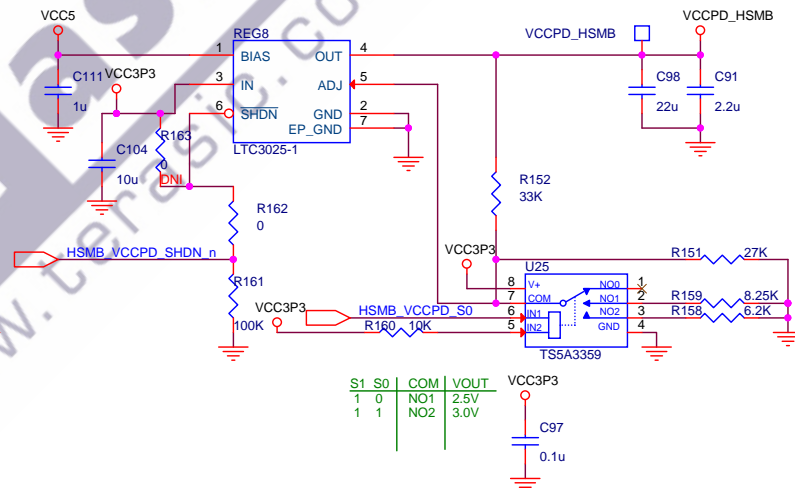 VCC5
VCCPD_HSMB
VCCPD_HSMB
REG8
1
BIAS
OUT
4
C111
1u
VCC3P3
3
IN
ADJ
5
C98
22u
C91
2.2u
6
SHDN
GND
2
EP_GND
7
LTC3025-1
C104
10u
R163
0
DNI
R152
33K
R162
0
HSMB_VCCPD_SHDN_n
VCC3P3
R151
27K
U25
R161
100K
8
V+
NO0
1
7
COM
NO1
2
R159
8.25K
VCC3P3
HSMB_VCCPD_S0
6
IN1
NO2
3
R158
6.2K
R160
10K
5
IN2
GND
4
TS5A3359
S1 S0 COM VOUT
1 0 NO1 2.5V
1 1 NO2 3.0V
VCC3P3
C97
0.1u
w.terasic.co